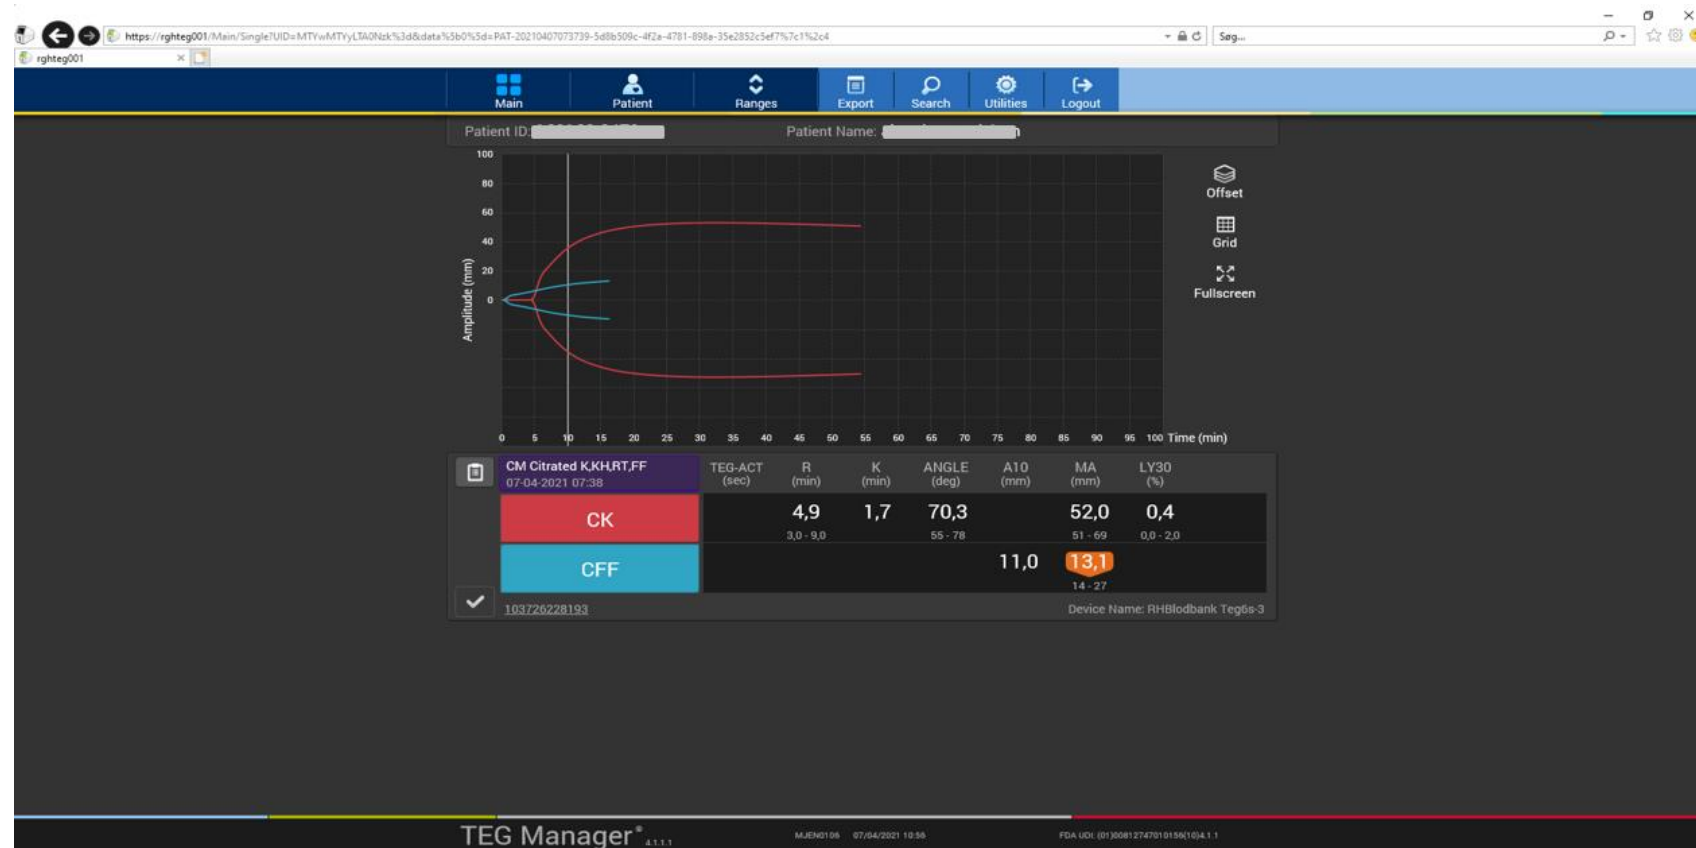 https://rghteg001/Main/Single?UID=MTYwMTYyLTA0Nzk%3d&data%5b0%5d=PAT-20210407073739-5d8b509c-4f2a-4781-898a-35e2852c5ef7%7c1%2c4
Søg...
rghteg001
Main Patient Ranges Export Search Utilities Logout
Patient ID: Patient Name:
100
80
60
40
20
0
Amplitude (mm)
Offset
Grid
Fullscreen
0 5 10 15 20 25 30 35 40 45 50 55 60 65 70 75 80 85 90 95 100 Time (min)
CM Citrated K,KH,RT,FF
07-04-2021 07:38
TEG-ACT (sec) R (min) K (min) ANGLE (deg) A10 (mm) MA (mm) LY30 (%)
CK 4,9 1,7 70,3 52,0 0,4
3,0 - 9,0 55 - 78 51 - 69 0,0 - 2,0
CFF 11,0 13,1
14 - 27
103726228193 Device Name: RHBlodbank Teg6s-3
TEG Manager® 4.1.1.1 MJEN0106 07/04/2021 10:56 FDA UDI: (01)00812747010156(10)4.1.1